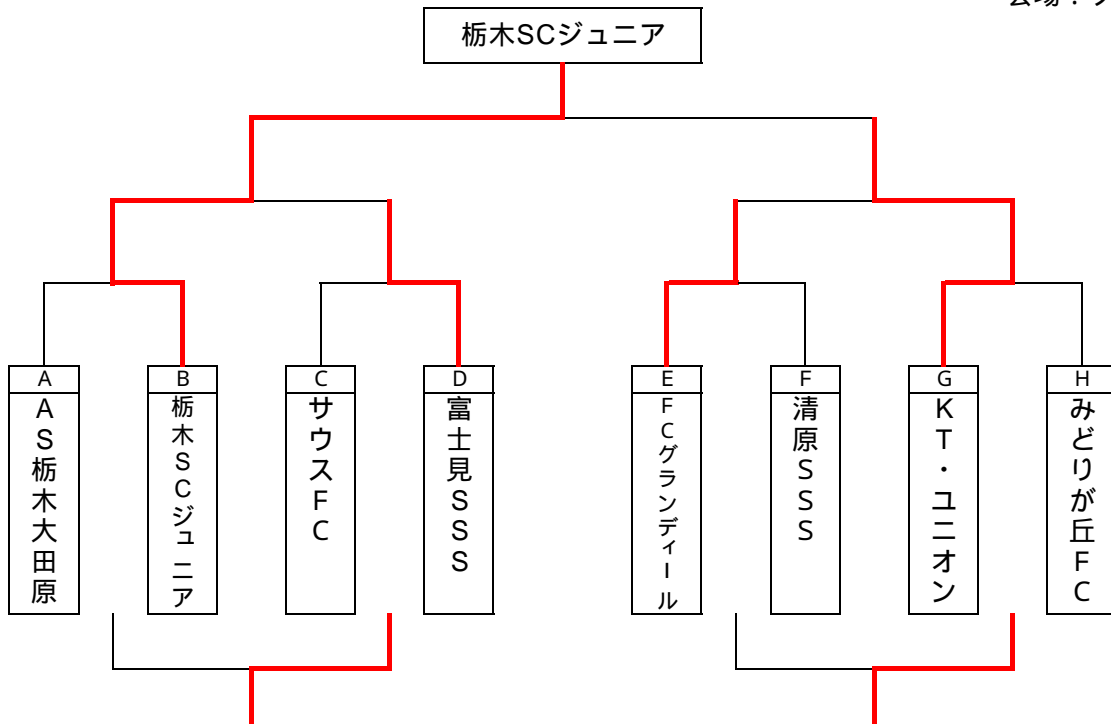 会場：
栃木SCジュニア
A
B
C
D
E
F
G
H
AS栃木大田原
栃木SCジュニア
サウスFC
富士見SSS
FCグランディール
清原SSS
KT・ユニオン
みどりが丘FC